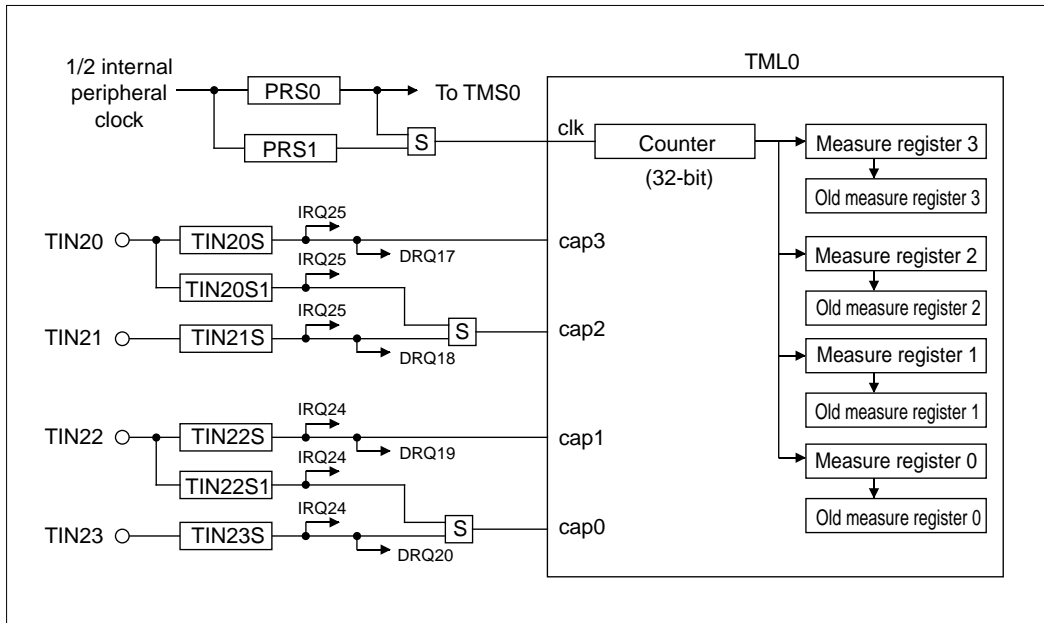 TML0
1/2 internal
peripheral
clock
PRS0
To TMS0
PRS1
S
clk
Counter
(32-bit)
Measure register 3
Old measure register 3
IRQ25
TIN20
TIN20S
DRQ17
cap3
IRQ25
TIN20S1
Measure register 2
Old measure register 2
IRQ25
TIN21
TIN21S
DRQ18
S
cap2
Measure register 1
Old measure register 1
IRQ24
TIN22
TIN22S
DRQ19
cap1
IRQ24
TIN22S1
Measure register 0
Old measure register 0
IRQ24
TIN23
TIN23S
DRQ20
S
cap0